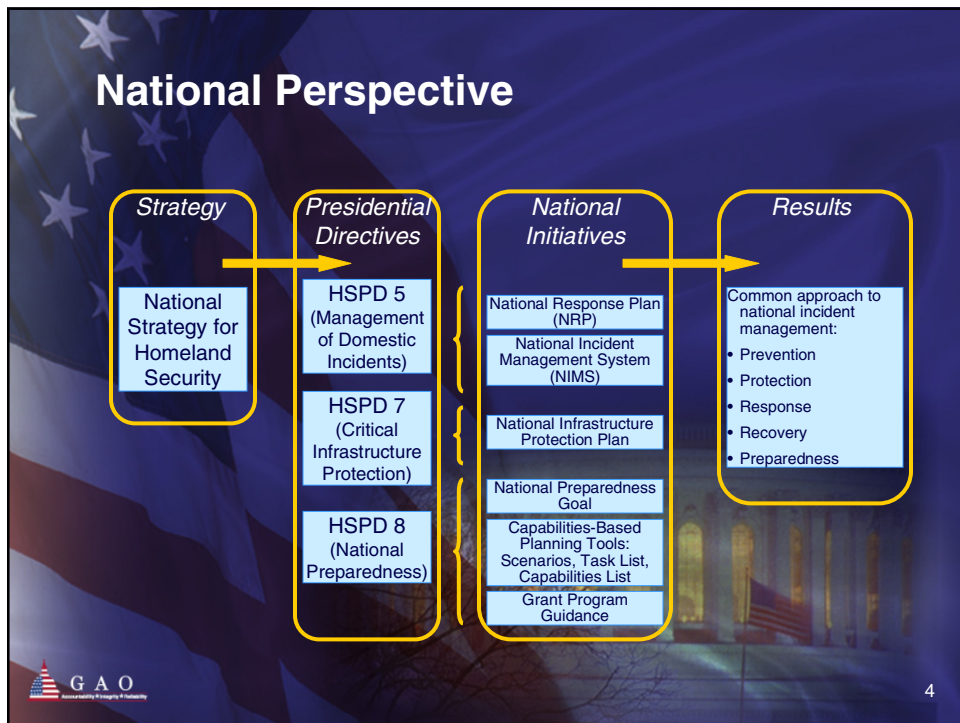 National Perspective
Strategy
National
Strategy for
Homeland
Security
Presidential
Directives
HSPD 5
(Management
of Domestic
Incidents)
HSPD 7
(Critical
Infrastructure
Protection)
HSPD 8
(National
Preparedness)
National
Initiatives
National Response Plan
(NRP)
National Incident
Management System
(NIMS)
National Infrastructure
Protection Plan
National Preparedness
Goal
Capabilities-Based
Planning Tools:
Scenarios, Task List,
Capabilities List
Grant Program
Guidance
Results
Common approach to
national incident
management:
• Prevention
• Protection
• Response
• Recovery
• Preparedness
G A O
Accountability * Integrity * Reliability
4